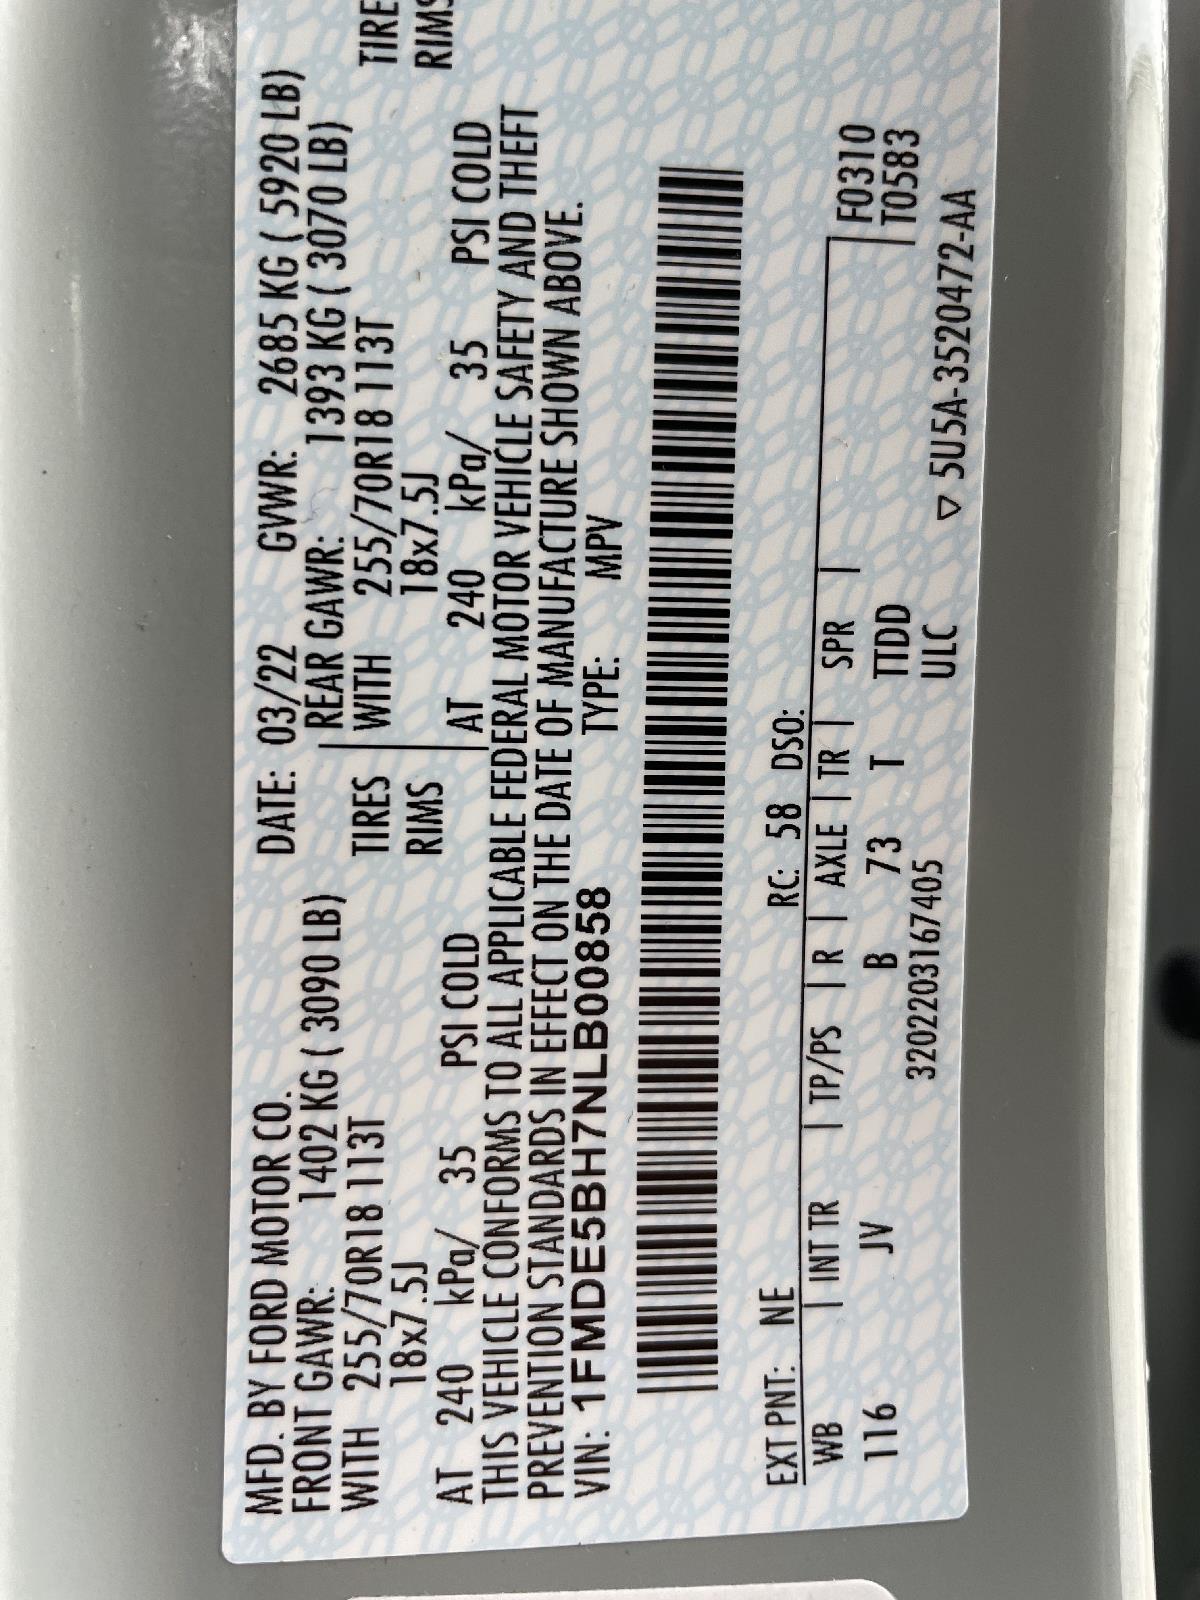 MFD. BY FORD MOTOR CO. DATE: 03/22 GVWR: 2685 KG ( 5920 LB)
FRONT GAWR: 1402 KG ( 3090 LB) REAR GAWR: 1393 KG ( 3070 LB)
WITH 255/70R18 113T TIRES WITH 255/70R18 113T TIRE
18x7.5J RIMS 18x7.5J RIMS
AT 240 kPa/ 35 PSI COLD AT 240 kPa/ 35 PSI COLD
THIS VEHICLE CONFORMS TO ALL APPLICABLE FEDERAL MOTOR VEHICLE SAFETY AND THEFT
PREVENTION STANDARDS IN EFFECT ON THE DATE OF MANUFACTURE SHOWN ABOVE.
VIN: 1FMDE5BH7NLB00858 TYPE: MPV
EXT PNT: NE RC: 58 DSO:
WB | INT TR | TP/PS | R | AXLE | TR | SPR | F0310
116 JV B 73 T TTDD T0583
320220316​7405 ULC
▽ 5U5A-3520472-AA